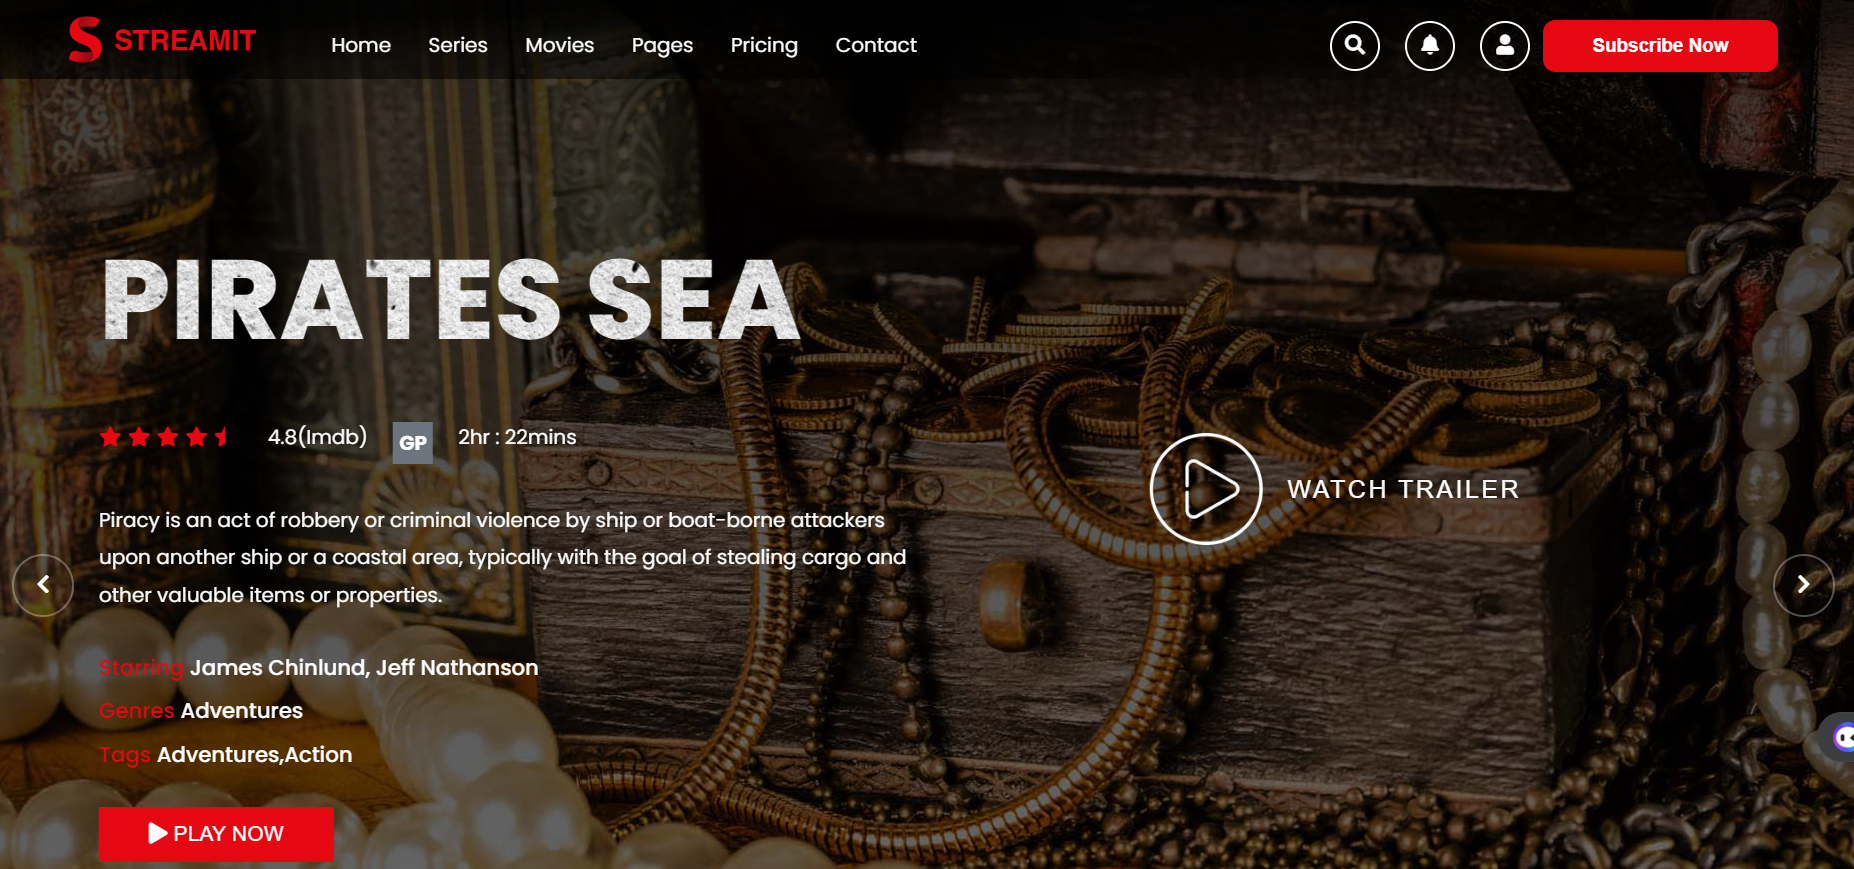 STREAMIT Home Series Movies Pages Pricing Contact Subscribe Now
PIRATES SEA
4.8(Imdb) GP 2hr : 22mins
WATCH TRAILER
Piracy is an act of robbery or criminal violence by ship or boat-borne attackers
upon another ship or a coastal area, typically with the goal of stealing cargo and
other valuable items or properties.
Starring James Chinlund, Jeff Nathanson
Genres Adventures
Tags Adventures,Action
PLAY NOW